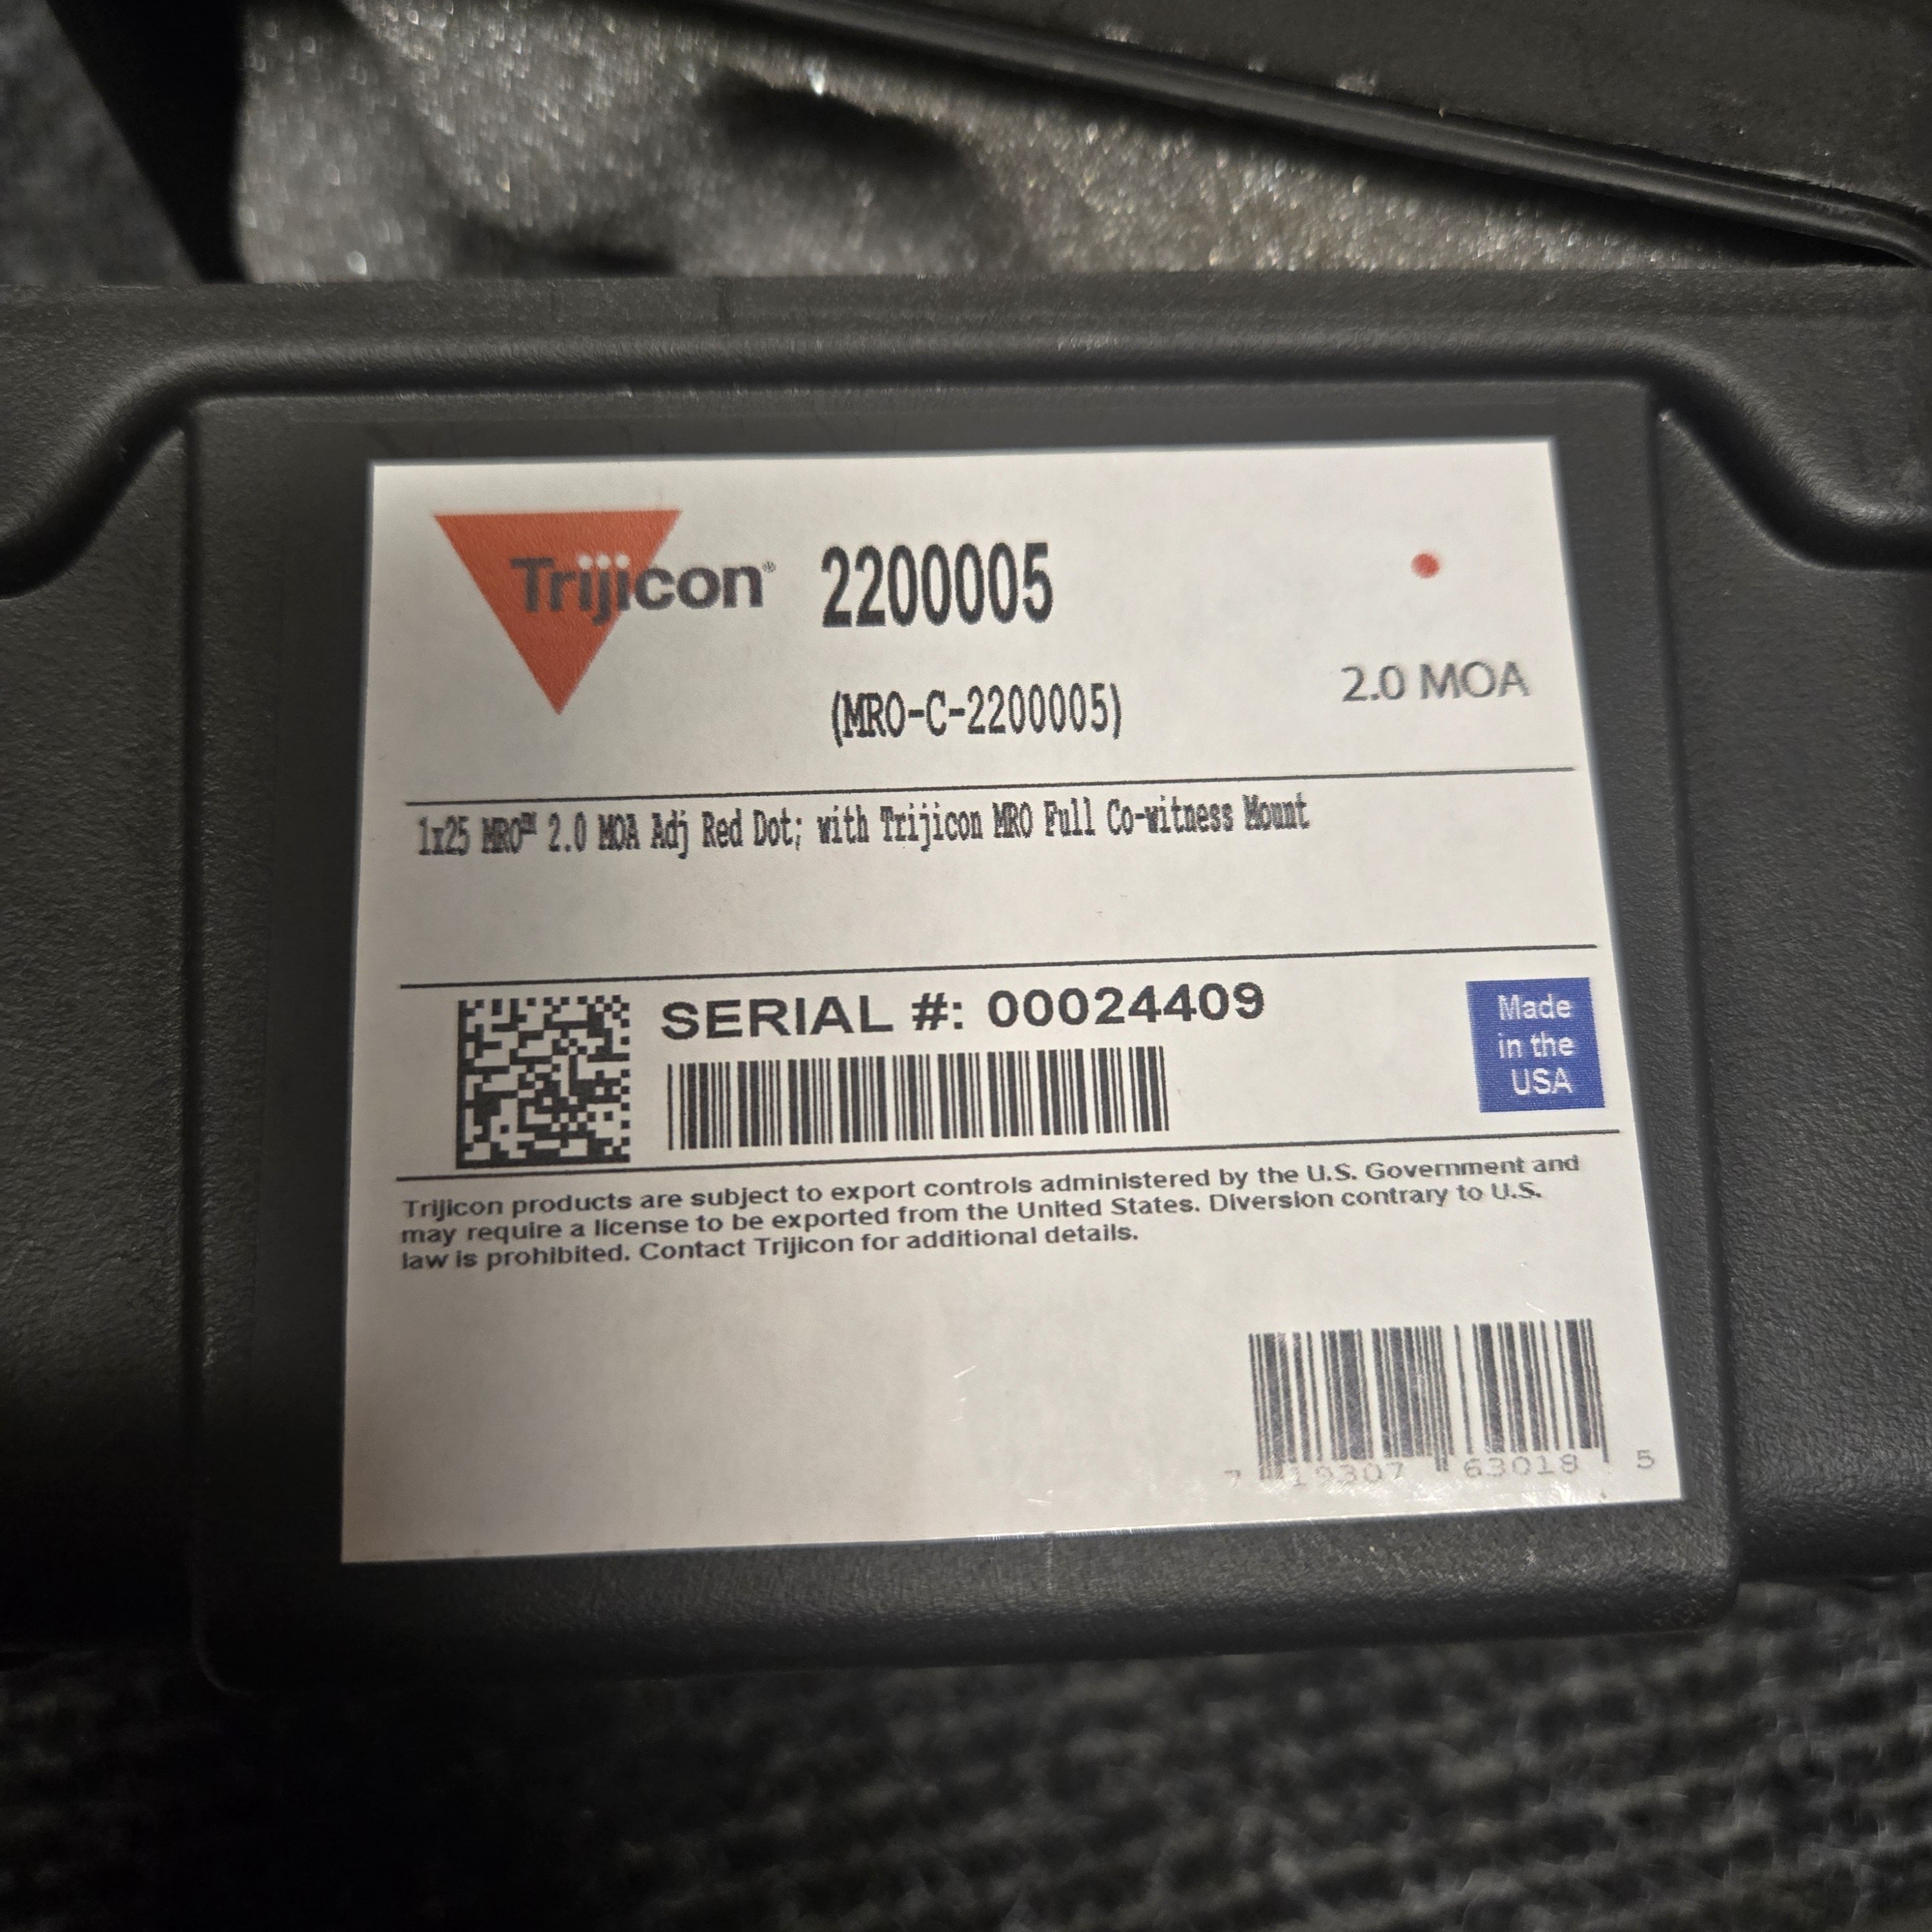 Trijicon® 2200005
(MRO-C-2200005)
2.0 MOA
1x25 MRO™ 2.0 MOA Adj Red Dot; with Trijicon MRO Full Co-witness Mount
SERIAL #: 00024409
Made
in the
USA
Trijicon products are subject to export controls administered by the U.S. Government and
may require a license to be exported from the United States. Diversion contrary to U.S.
law is prohibited. Contact Trijicon for additional details.
7 19307 63018 5